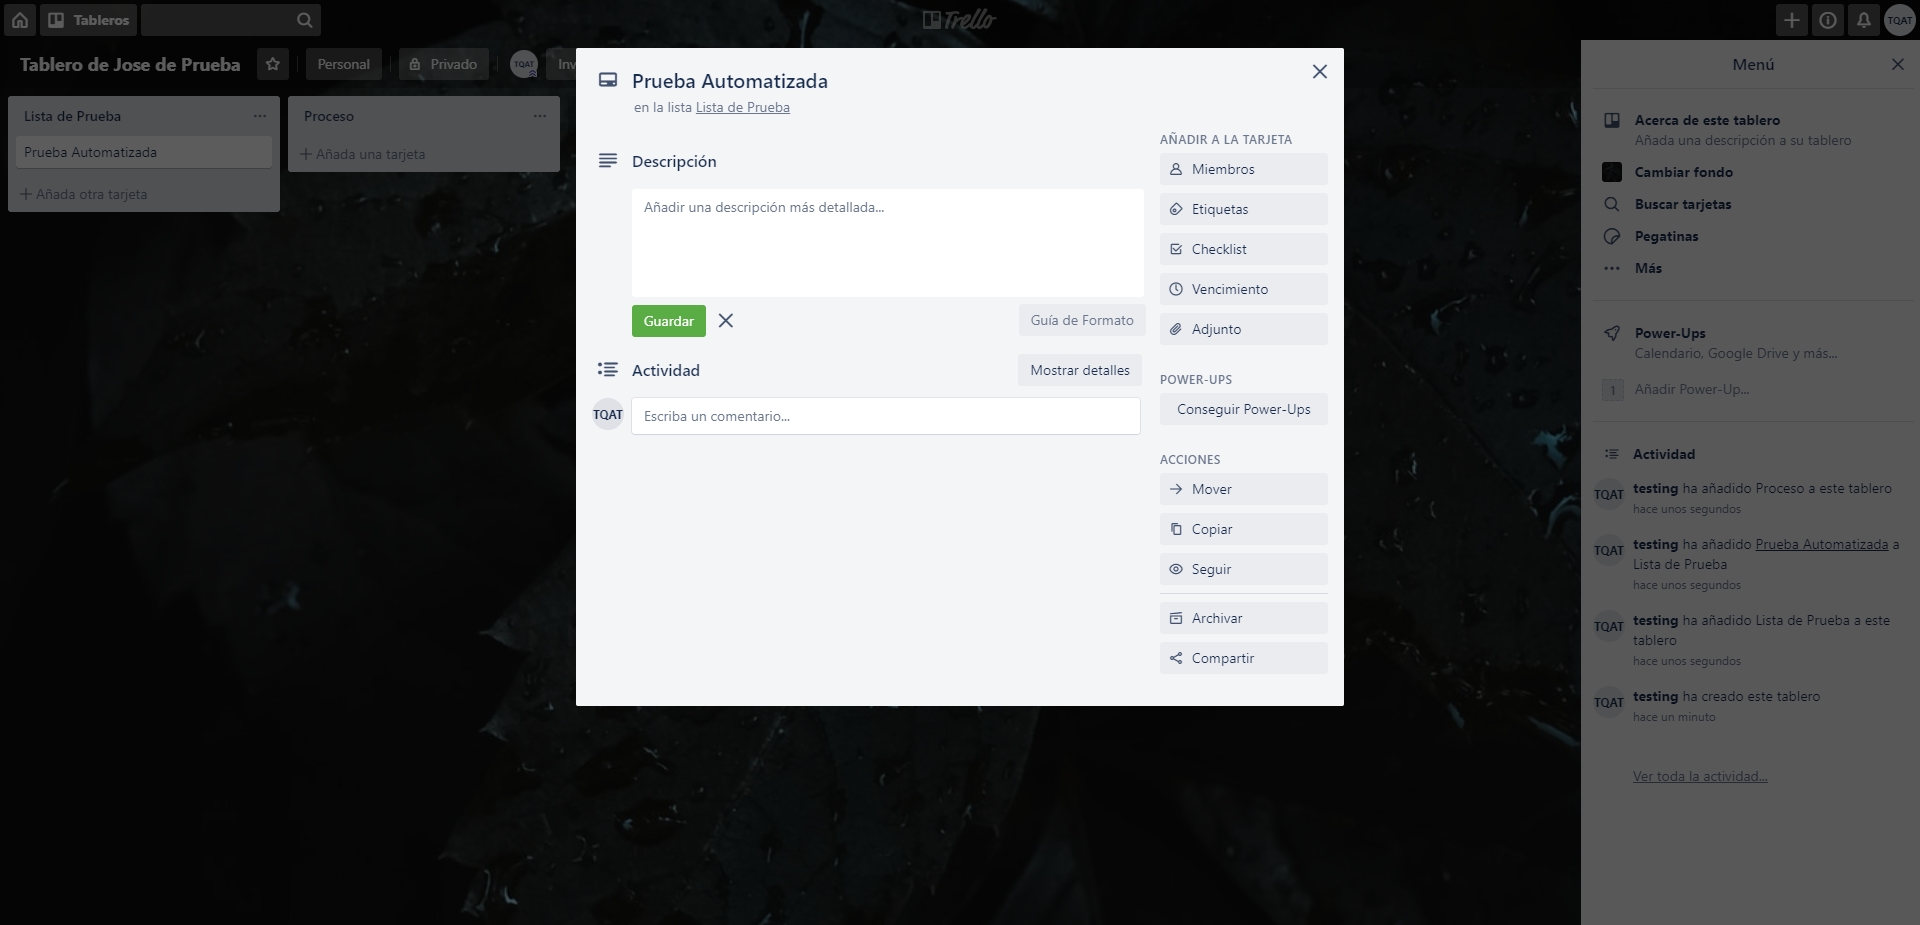 Tableros
Trello
TQAT
Tablero de Jose de Prueba
Personal
Privado
TQAT
Inv
Lista de Prueba
Prueba Automatizada
Añada otra tarjeta
Proceso
Añada una tarjeta
Prueba Automatizada
en la lista Lista de Prueba
Descripción
Añadir una descripción más detallada...
Guardar
Guía de Formato
Actividad
Mostrar detalles
TQAT
Escriba un comentario...
AÑADIR A LA TARJETA
Miembros
Etiquetas
Checklist
Vencimiento
Adjunto
POWER-UPS
Conseguir Power-Ups
ACCIONES
Mover
Copiar
Seguir
Archivar
Compartir
Menú
Acerca de este tablero
Añada una descripción a su tablero
Cambiar fondo
Buscar tarjetas
Pegatinas
Más
Power-Ups
Calendario, Google Drive y más...
1
Añadir Power-Up...
Actividad
TQAT
testing ha añadido Proceso a este tablero
hace unos segundos
TQAT
testing ha añadido Prueba Automatizada a
Lista de Prueba
hace unos segundos
TQAT
testing ha añadido Lista de Prueba a este
tablero
hace unos segundos
TQAT
testing ha creado este tablero
hace un minuto
Ver toda la actividad...